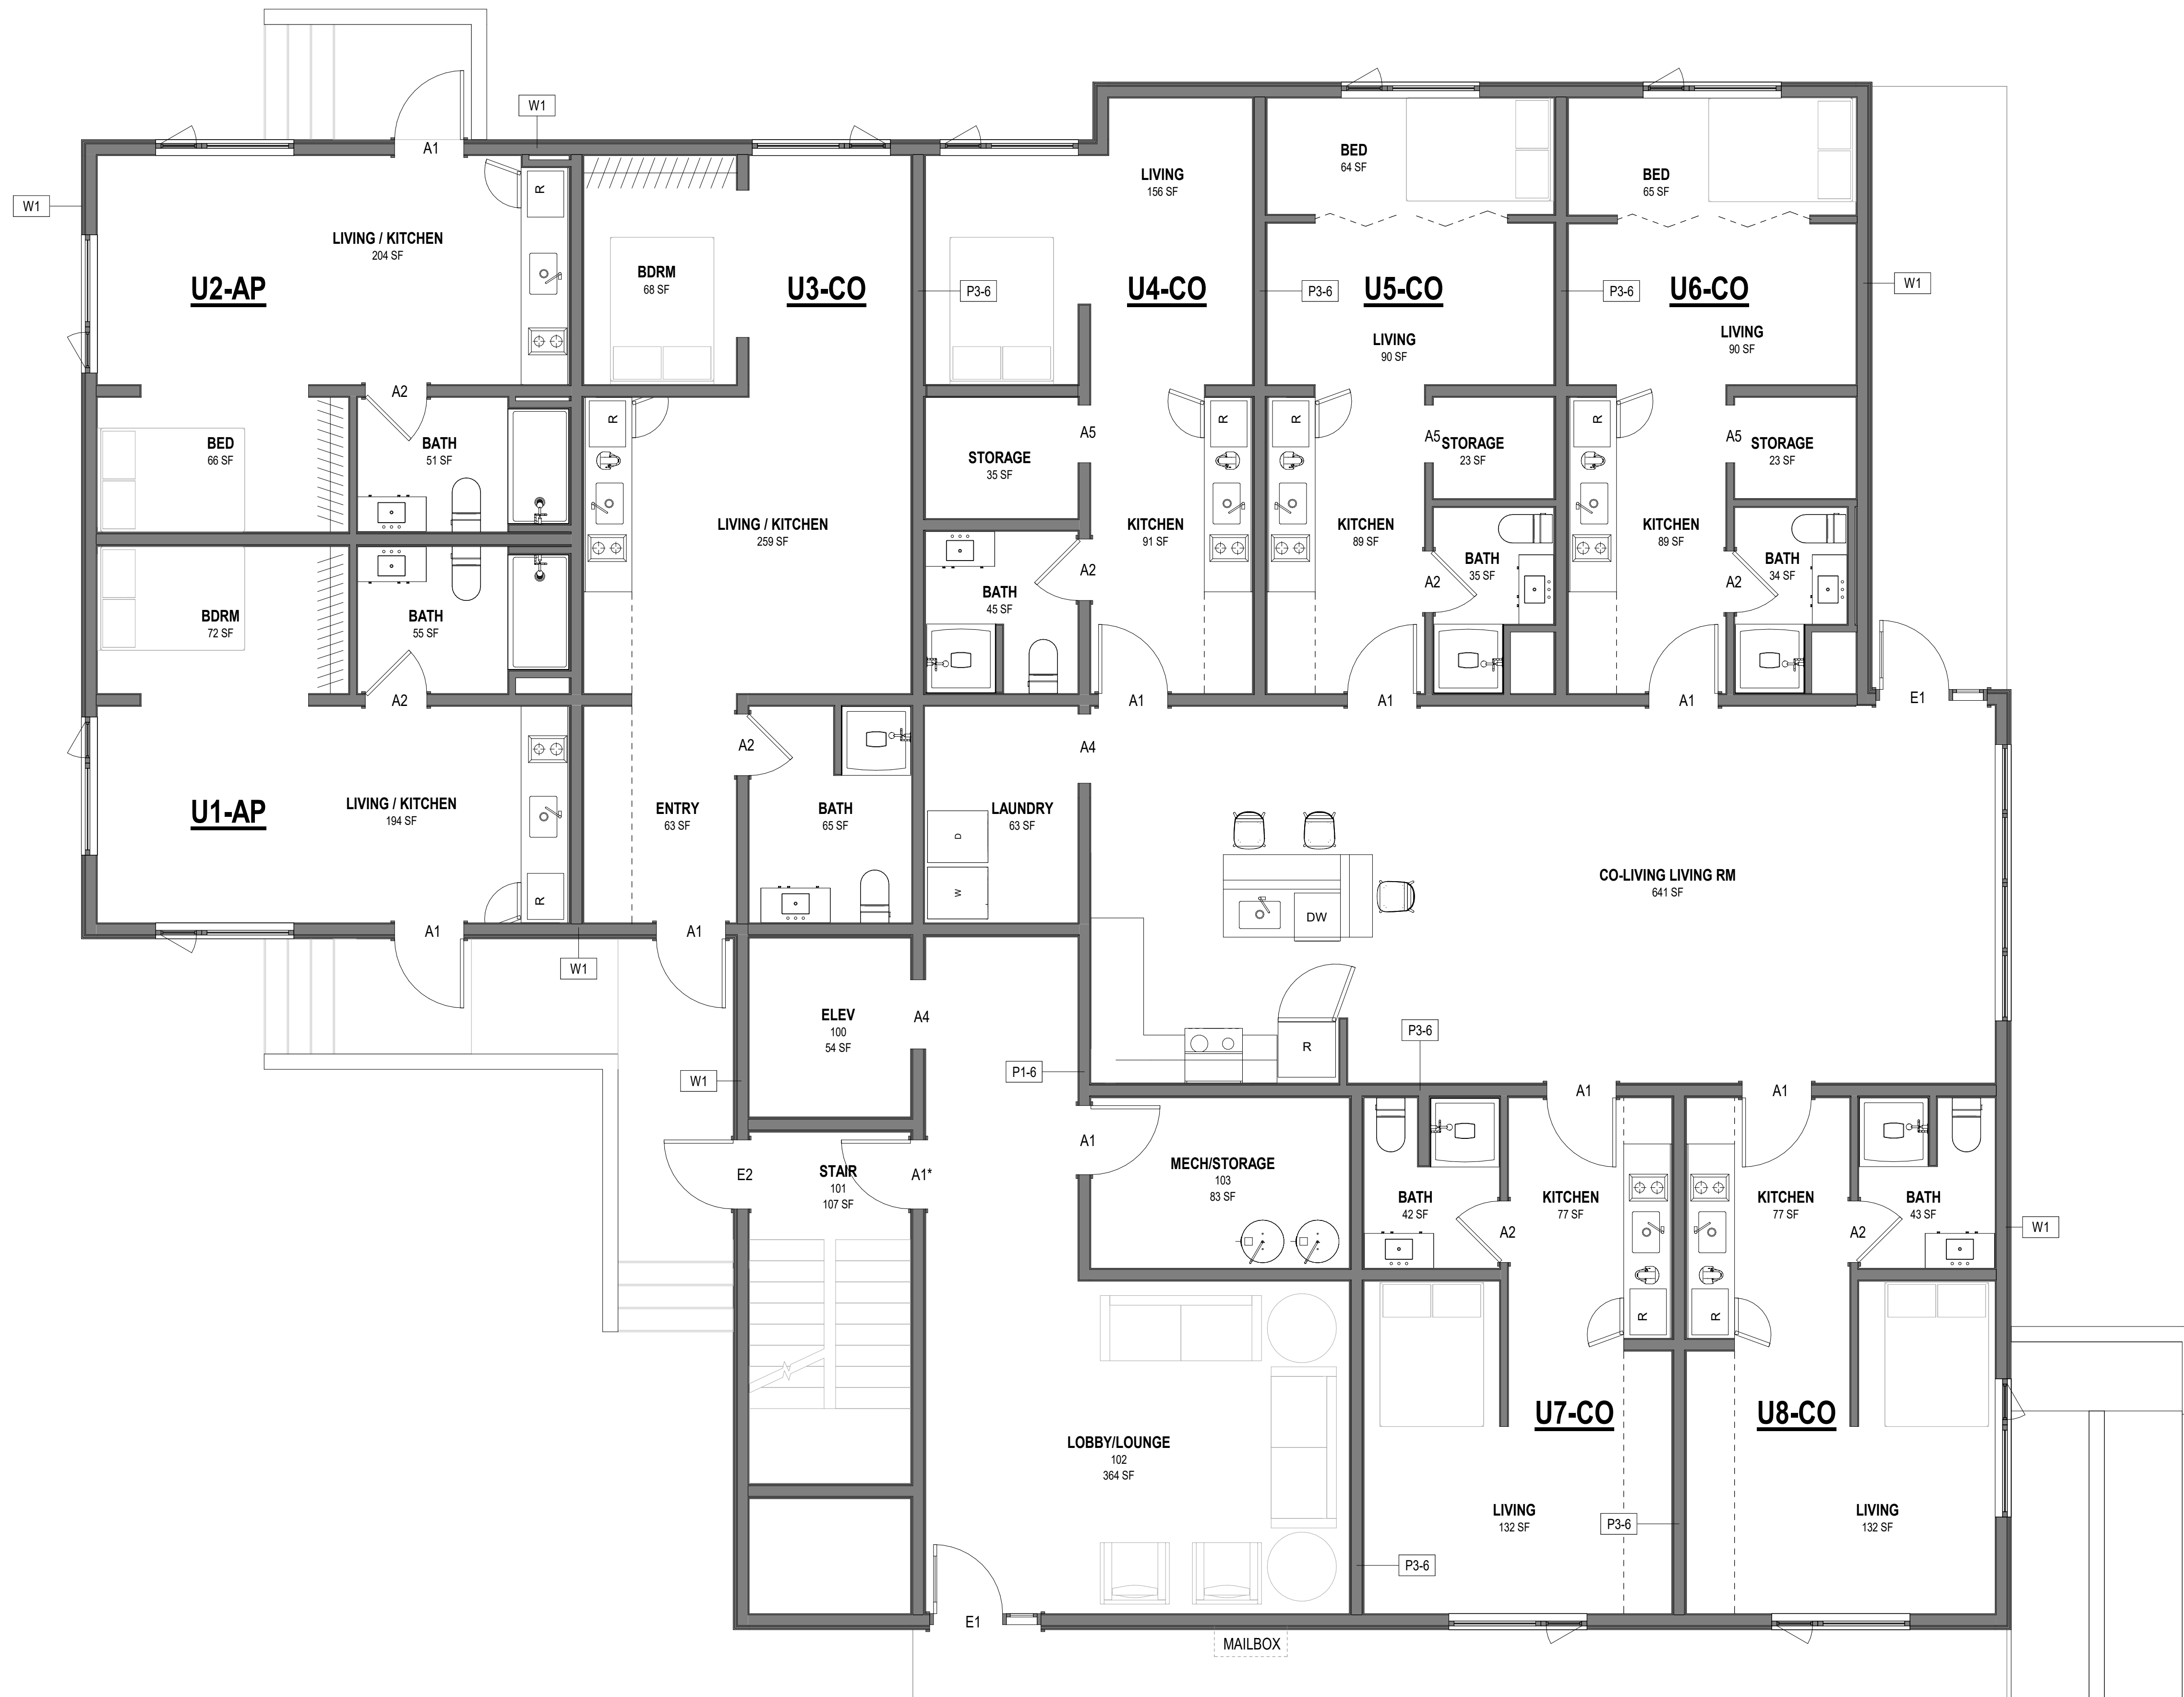 W1
A1
W1
R
LIVING / KITCHEN
204 SF
U2-AP
A2
BED
66 SF
BATH
51 SF
BDRM
72 SF
BATH
55 SF
A2
U1-AP
LIVING / KITCHEN
194 SF
R
A1
W1
BDRM
68 SF
U3-CO
R
LIVING / KITCHEN
259 SF
ENTRY
63 SF
A2
BATH
65 SF
A1
P3-6
LIVING
156 SF
U4-CO
STORAGE
35 SF
A5
R
KITCHEN
91 SF
BATH
45 SF
A2
A1
BED
64 SF
P3-6
U5-CO
LIVING
90 SF
R
A5
STORAGE
23 SF
KITCHEN
89 SF
BATH
35 SF
A2
A1
BED
65 SF
P3-6
U6-CO
LIVING
90 SF
W1
R
A5
STORAGE
23 SF
KITCHEN
89 SF
BATH
34 SF
A2
A1
E1
A4
LAUNDRY
63 SF
D
W
CO-LIVING LIVING RM
641 SF
DW
R
P3-6
ELEV
100
54 SF
A4
W1
P1-6
E2
STAIR
101
107 SF
A1*
A1
MECH/STORAGE
103
83 SF
A1
A1
BATH
42 SF
KITCHEN
77 SF
A2
R
KITCHEN
77 SF
BATH
43 SF
A2
R
W1
U7-CO
U8-CO
LOBBY/LOUNGE
102
364 SF
LIVING
132 SF
P3-6
LIVING
132 SF
P3-6
E1
MAILBOX